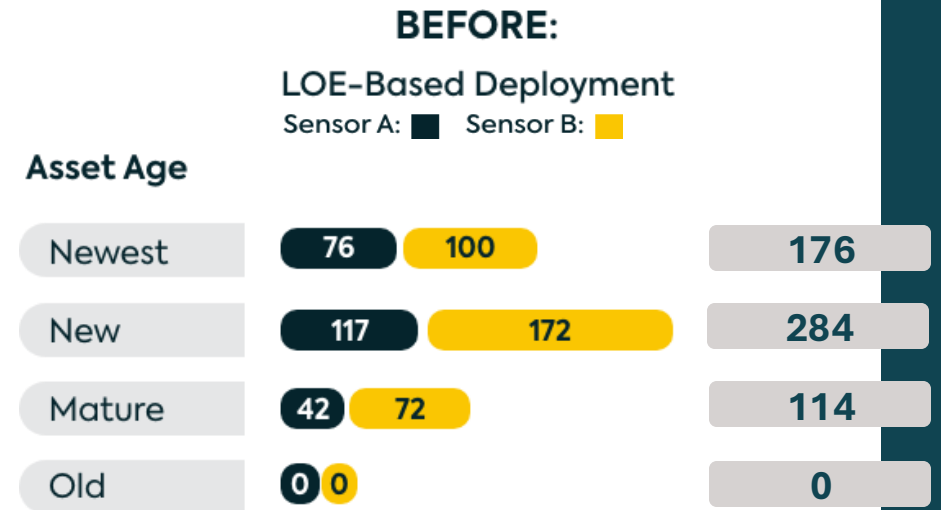 BEFORE:
LOE-Based Deployment
Sensor A: Sensor B:
Asset Age
Newest 76 100 176
New 117 172 284
Mature 42 72 114
Old 0 0 0